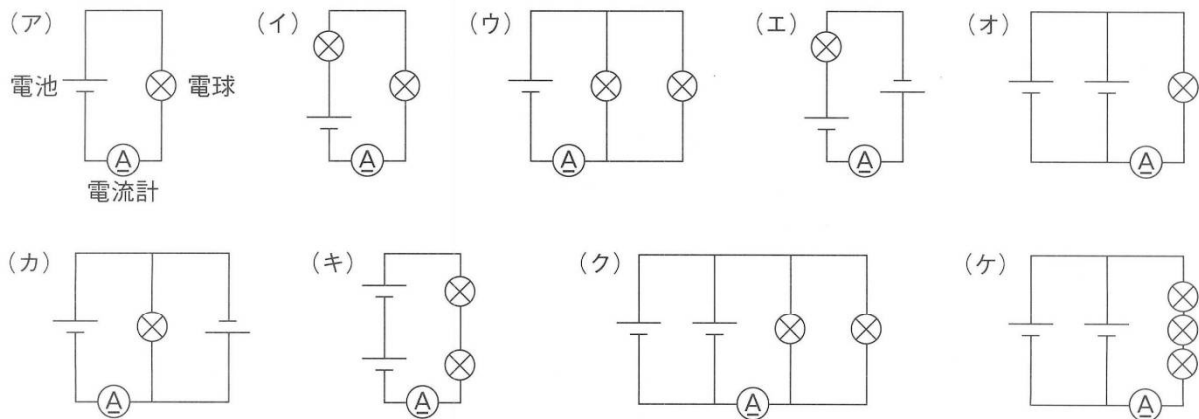 (ア) (イ) (ウ) (エ) (オ)
電池 電球
A A A A A
電流計
(カ) (キ) (ク) (ケ)
A A A A